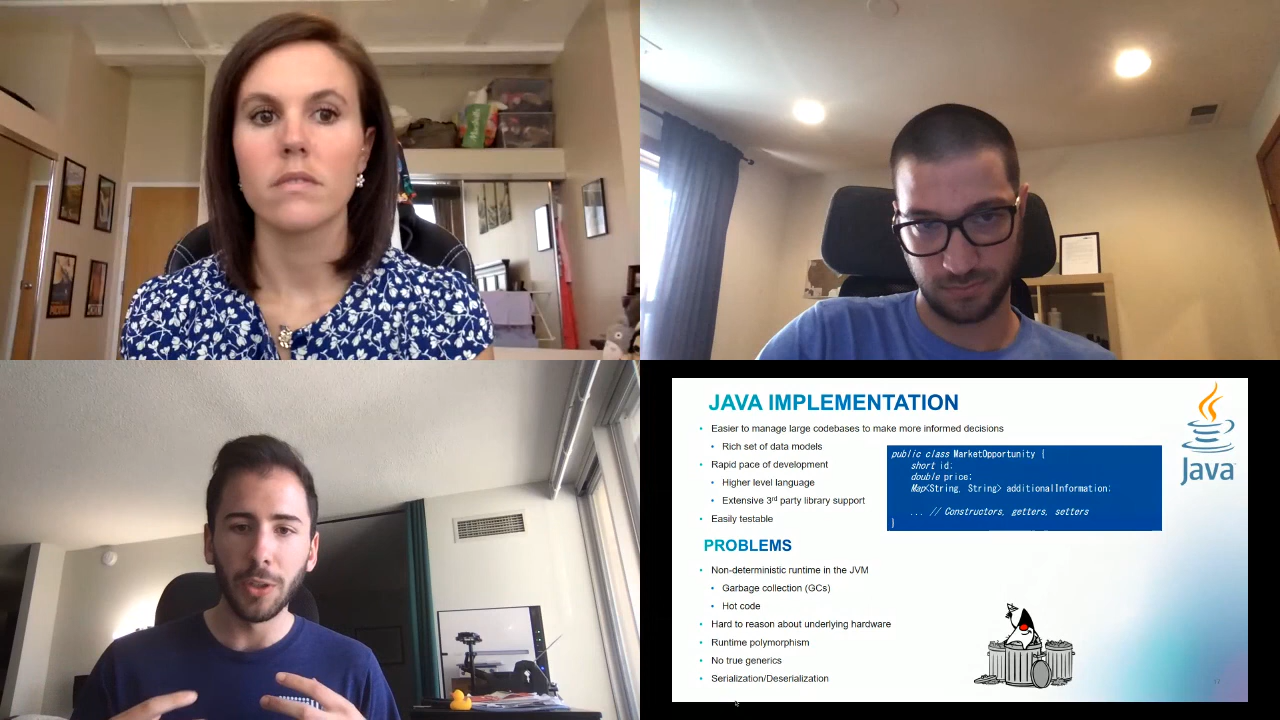 JAVA IMPLEMENTATION
• Easier to manage large codebases to make more informed decisions
• Rich set of data models
• Rapid pace of development
• Higher level language
• Extensive 3rd party library support
• Easily testable
public class MarketOpportunity {
short id;
double price;
Map<String, String> additionalInformation;
... // Constructors, getters, setters
}
Java
PROBLEMS
• Non-deterministic runtime in the JVM
• Garbage collection (GCs)
• Hot code
• Hard to reason about underlying hardware
• Runtime polymorphism
• No true generics
• Serialization/Deserialization